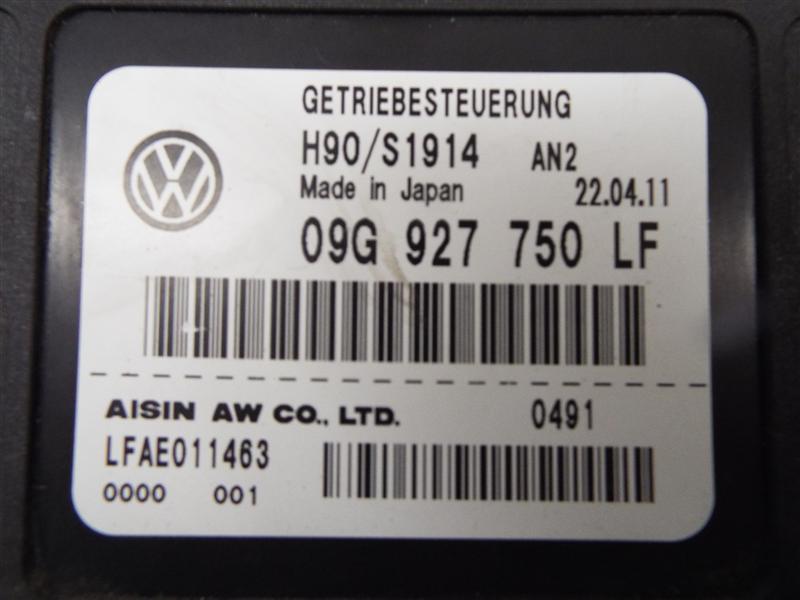 GETRIEBESTEUERUNG
H90/S1914 AN2
Made in Japan 22.04.11
09G 927 750 LF
AISIN AW CO., LTD. 0491
LFAE011463
0000 001